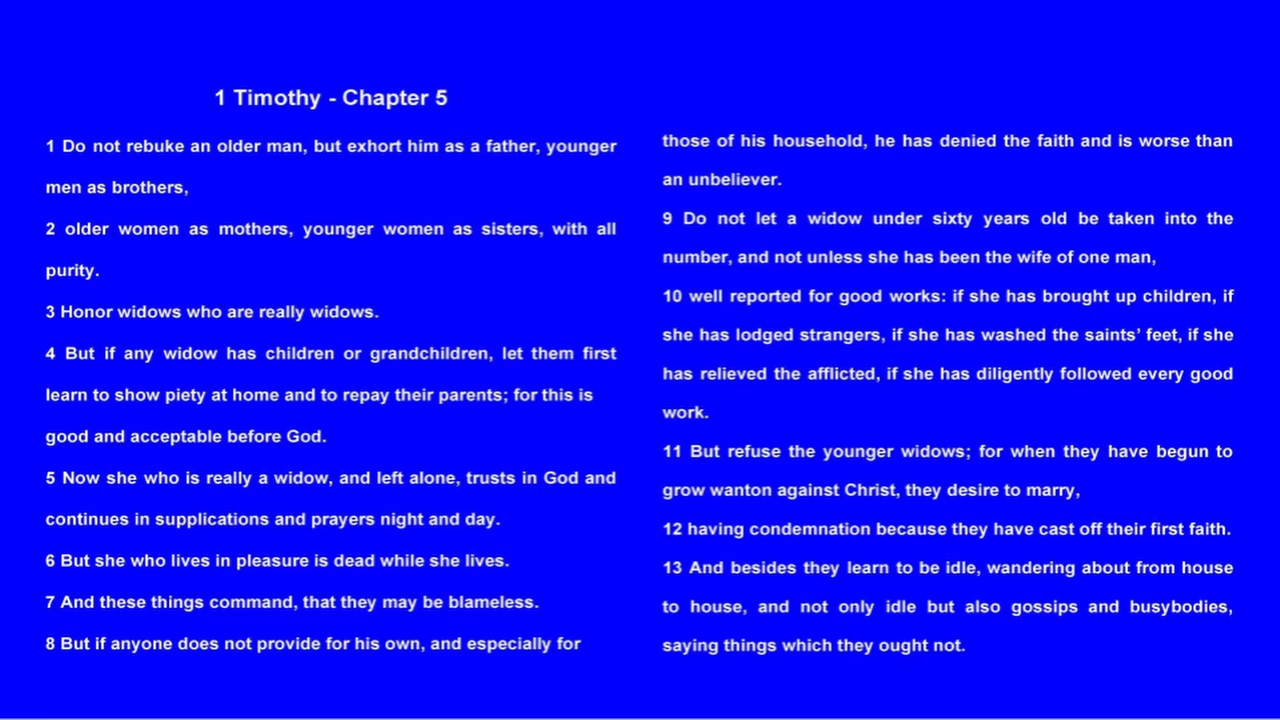 1 Timothy - Chapter 5
1 Do not rebuke an older man, but exhort him as a father, younger
men as brothers,
2 older women as mothers, younger women as sisters, with all
purity.
3 Honor widows who are really widows.
4 But if any widow has children or grandchildren, let them first
learn to show piety at home and to repay their parents; for this is
good and acceptable before God.
5 Now she who is really a widow, and left alone, trusts in God and
continues in supplications and prayers night and day.
6 But she who lives in pleasure is dead while she lives.
7 And these things command, that they may be blameless.
8 But if anyone does not provide for his own, and especially for
those of his household, he has denied the faith and is worse than
an unbeliever.
9 Do not let a widow under sixty years old be taken into the
number, and not unless she has been the wife of one man,
10 well reported for good works: if she has brought up children, if
she has lodged strangers, if she has washed the saints’ feet, if she
has relieved the afflicted, if she has diligently followed every good
work.
11 But refuse the younger widows; for when they have begun to
grow wanton against Christ, they desire to marry,
12 having condemnation because they have cast off their first faith.
13 And besides they learn to be idle, wandering about from house
to house, and not only idle but also gossips and busybodies,
saying things which they ought not.